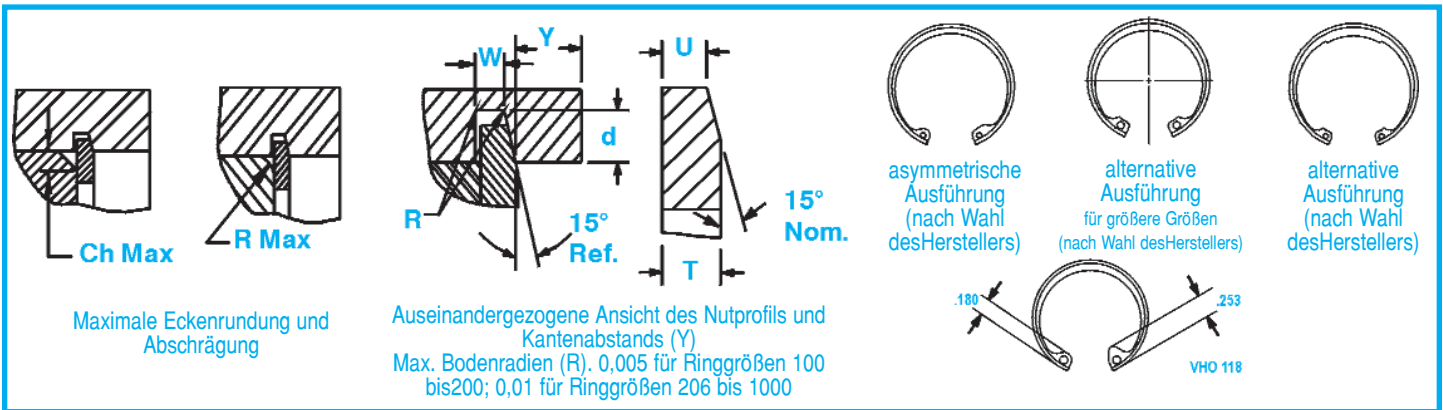 Ch Max
R Max
Maximale Eckenrundung und
Abschrägung
W
Y
d
R
15°
Ref.
U
T
15°
Nom.
Auseinandergezogene Ansicht des Nutprofils und
Kantenabstands (Y)
Max. Bodenradien (R). 0,005 für Ringgrößen 100
bis200; 0,01 für Ringgrößen 206 bis 1000
asymmetrische
Ausführung
(nach Wahl
desHerstellers)
alternative
Ausführung
für größere Größen
(nach Wahl desHerstellers)
alternative
Ausführung
(nach Wahl
desHerstellers)
.180
.253
VHO 118